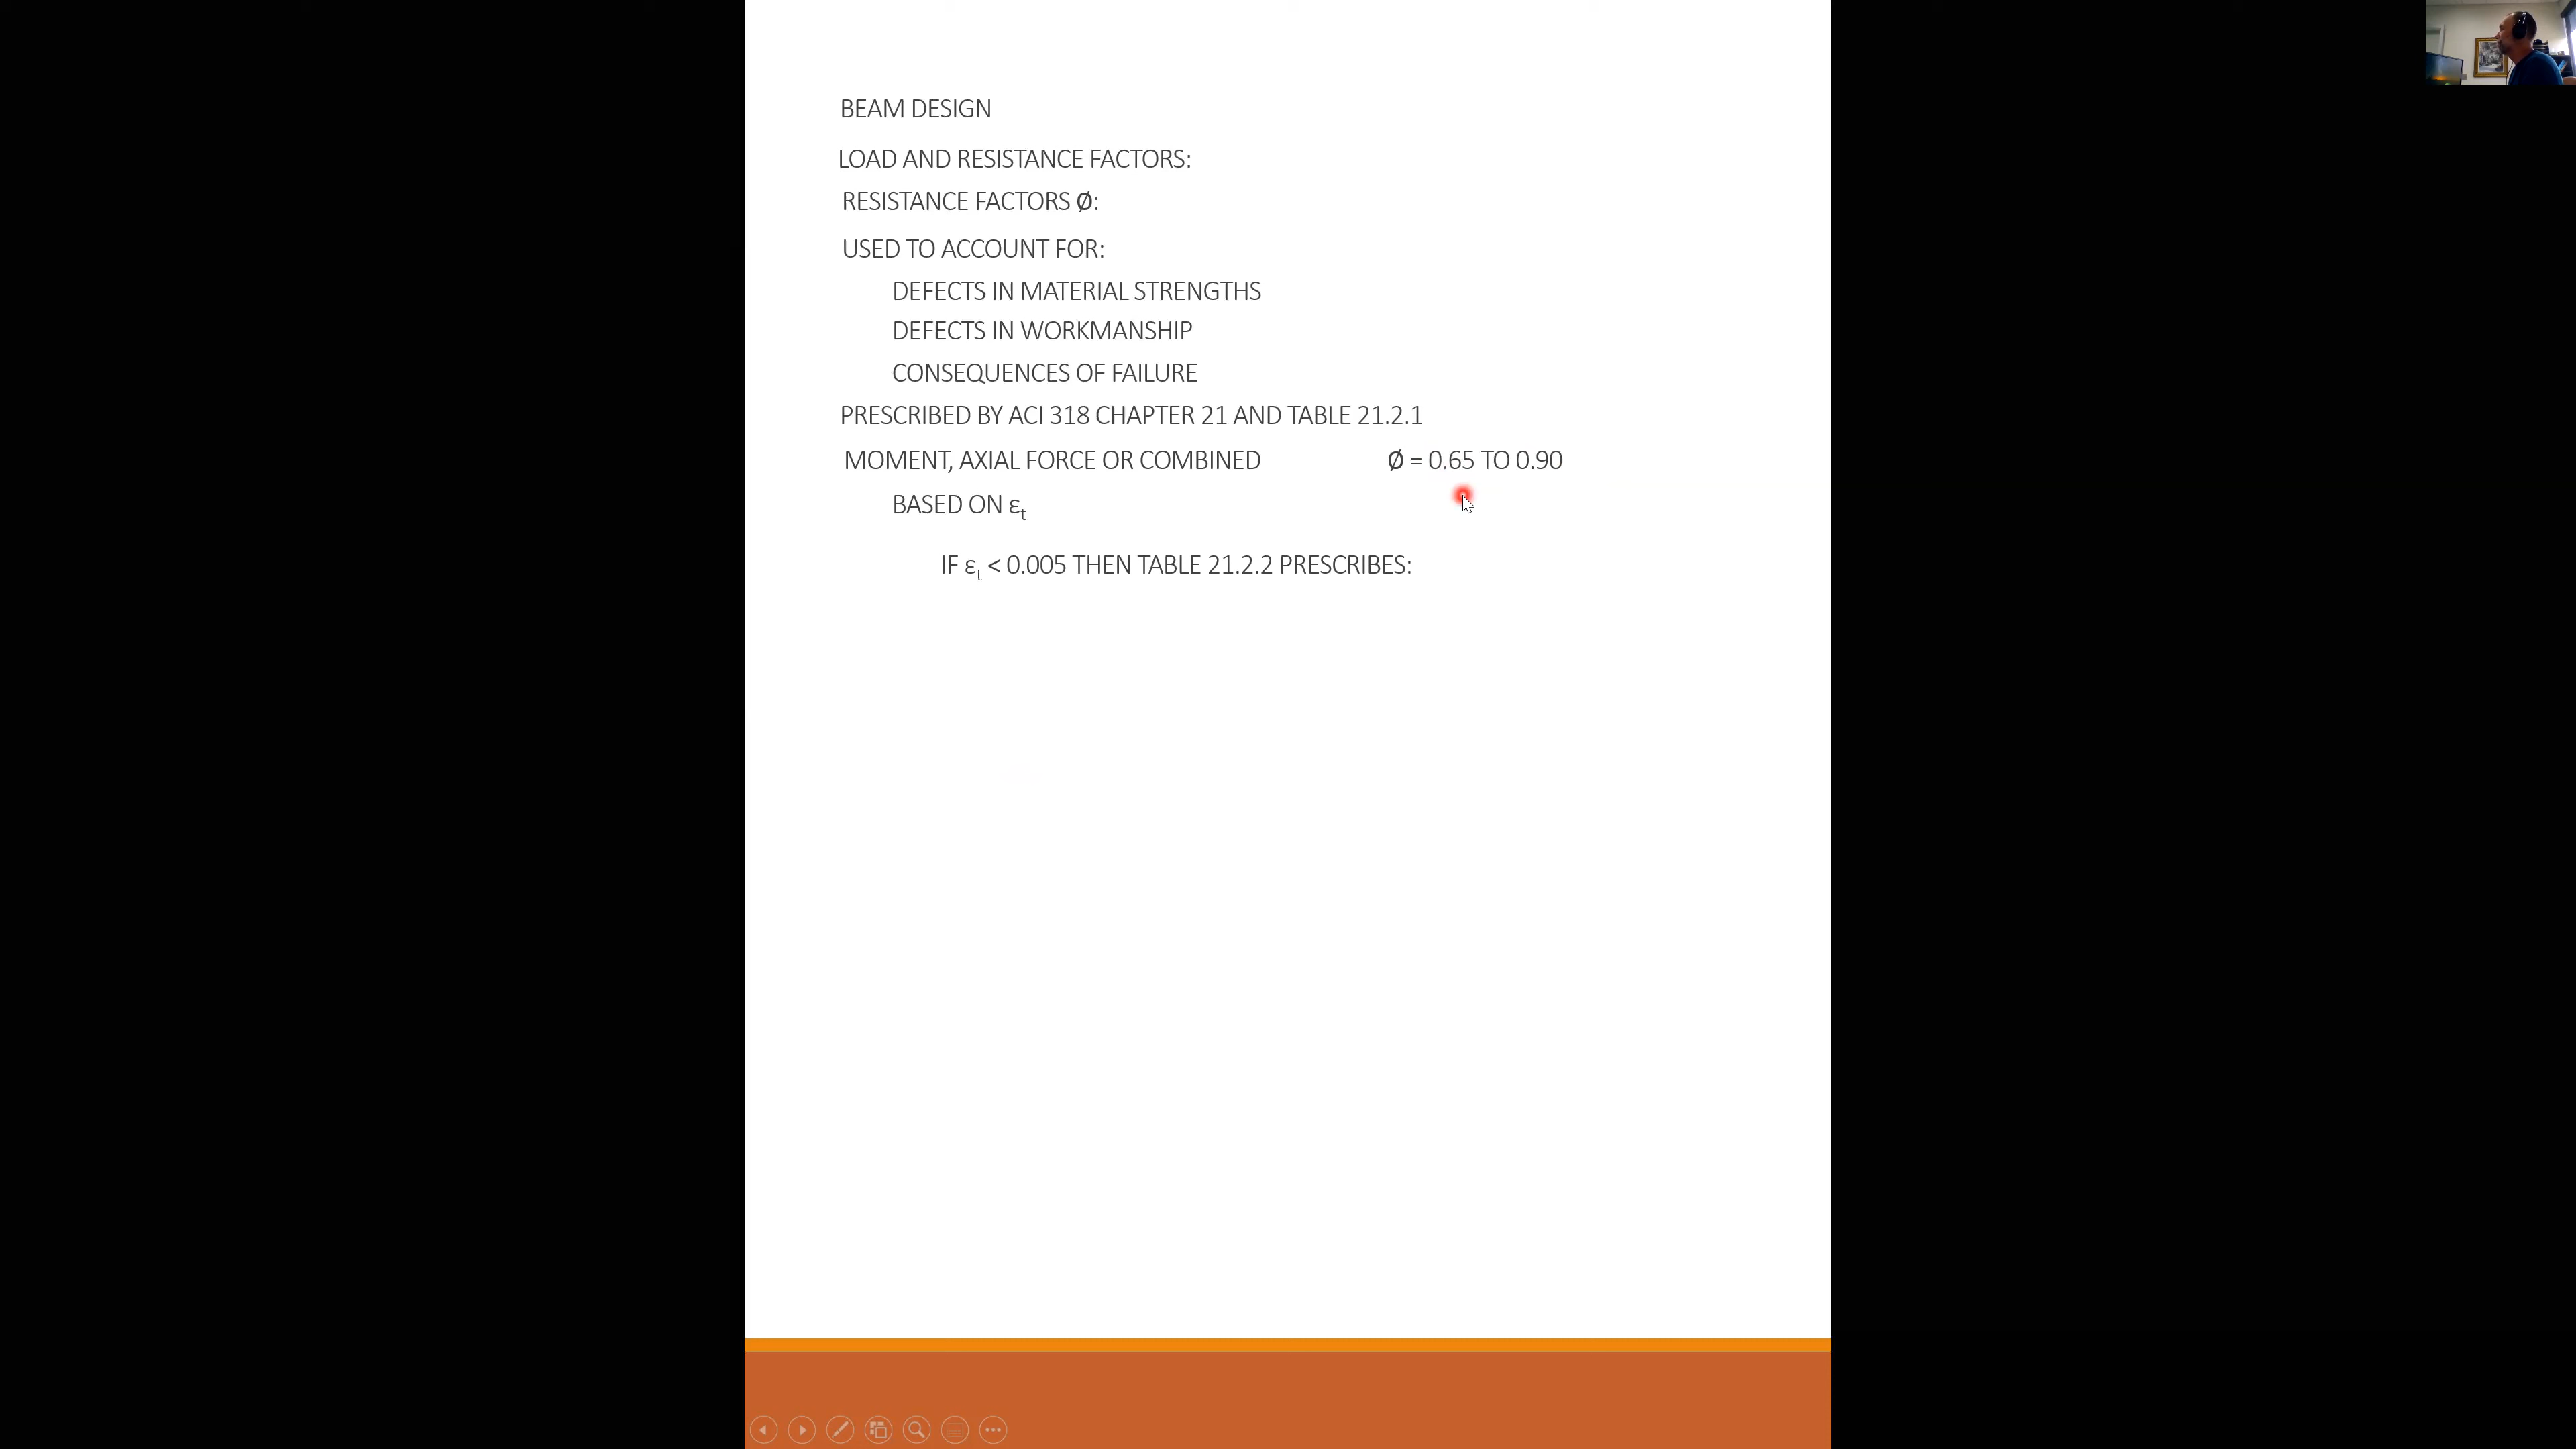 BEAM DESIGN
LOAD AND RESISTANCE FACTORS:
RESISTANCE FACTORS Ø:
USED TO ACCOUNT FOR:
DEFECTS IN MATERIAL STRENGTHS
DEFECTS IN WORKMANSHIP
CONSEQUENCES OF FAILURE
PRESCRIBED BY ACI 318 CHAPTER 21 AND TABLE 21.2.1
MOMENT, AXIAL FORCE OR COMBINED Ø = 0.65 TO 0.90
BASED ON εt
IF εt < 0.005 THEN TABLE 21.2.2 PRESCRIBES: